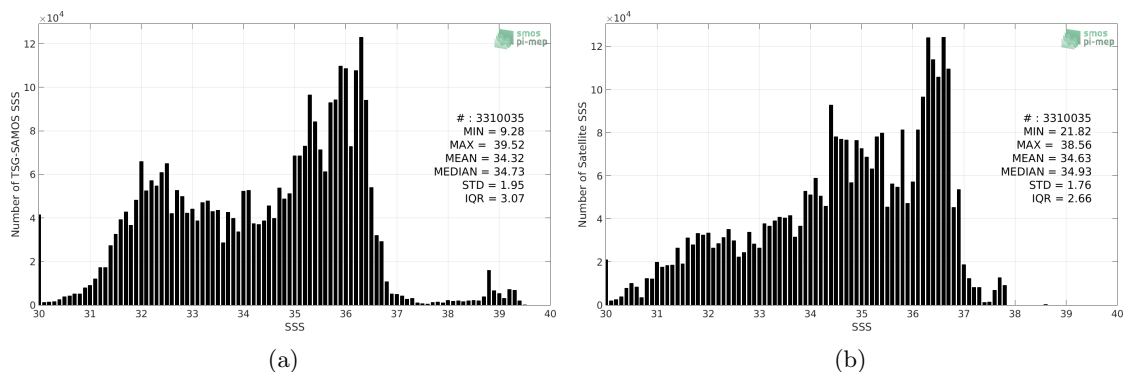 ×10⁴
12
10
8
6
4
2
0
Number of TSG-SAMOS SSS
smos
pi-mep
# : 3310035
MIN = 9.28
MAX = 39.52
MEAN = 34.32
MEDIAN = 34.73
STD = 1.95
IQR = 3.07
30 31 32 33 34 35 36 37 38 39 40
SSS
(a)
×10⁴
12
10
8
6
4
2
0
Number of Satellite SSS
smos
pi-mep
# : 3310035
MIN = 21.82
MAX = 38.56
MEAN = 34.63
MEDIAN = 34.93
STD = 1.76
IQR = 2.66
30 31 32 33 34 35 36 37 38 39 40
SSS
(b)